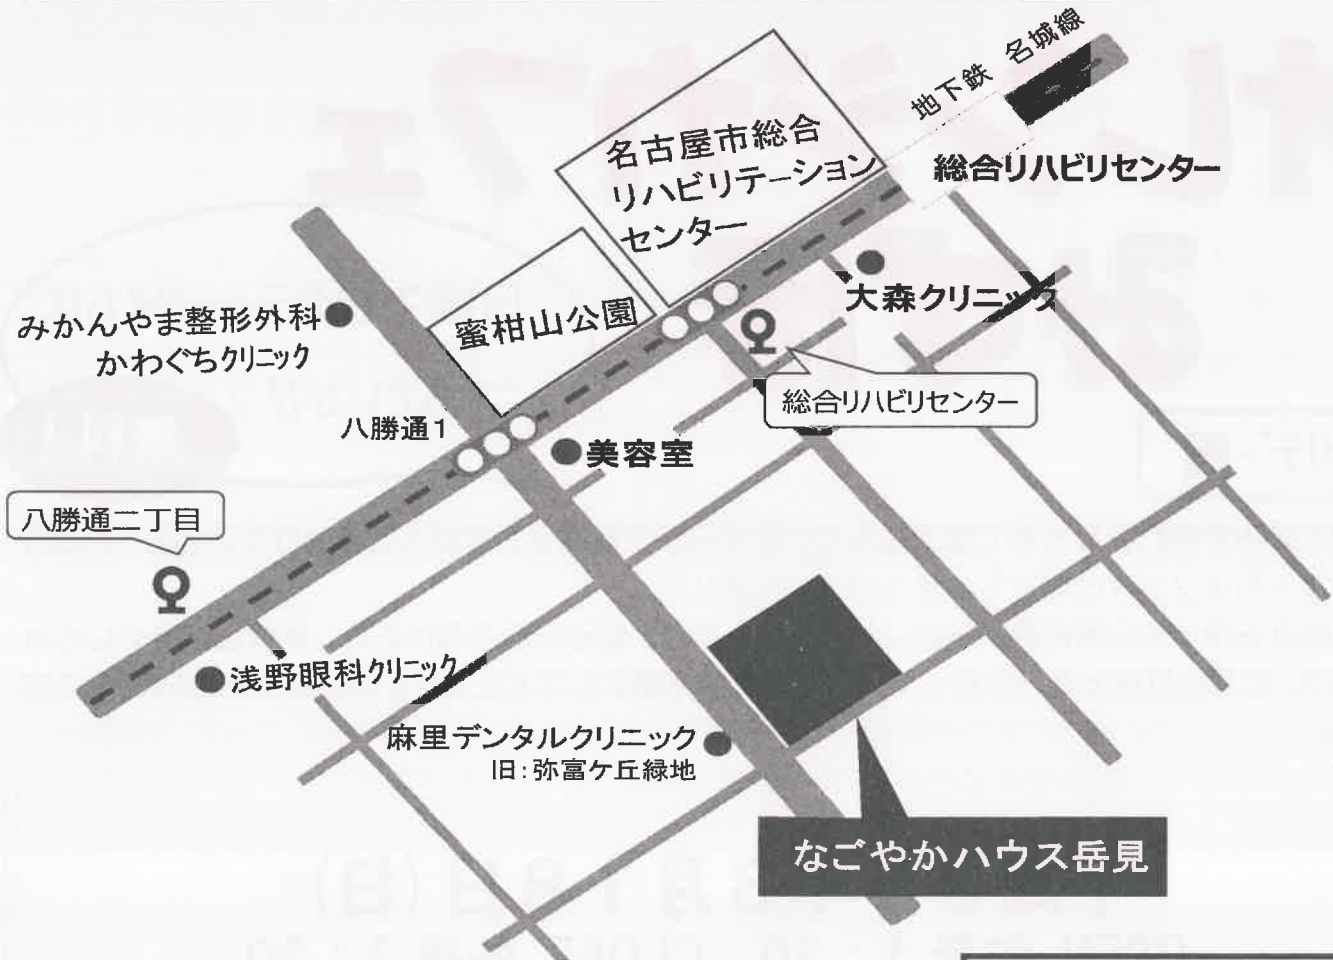 地下鉄 名城線
総合リハビリセンター
名古屋市総合
リハビリテーション
センター
大森クリニック
蜜柑山公園
みかんやま整形外科
かわぐちクリニック
総合リハビリセンター
八勝通1
美容室
八勝通二丁目
浅野眼科クリニック
麻里デンタルクリニック
旧:弥富ケ丘緑地
なごやかハウス岳見